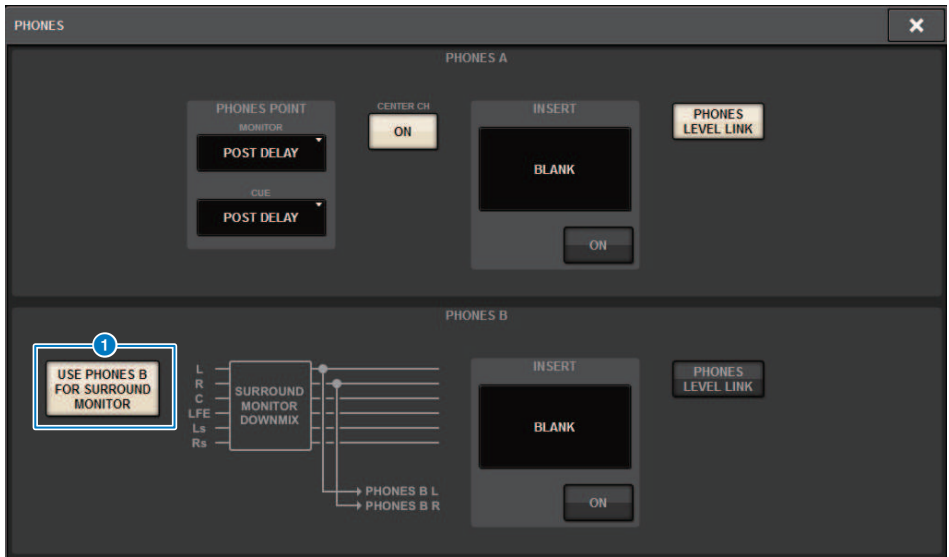 PHONES
PHONES A
PHONES POINT
MONITOR
POST DELAY
CUE
POST DELAY
CENTER CH
ON
INSERT
BLANK
ON
PHONES
LEVEL LINK
PHONES B
1
USE PHONES B
FOR SURROUND
MONITOR
L
R
C
LFE
Ls
Rs
SURROUND
MONITOR
DOWNMIX
PHONES B L
PHONES B R
INSERT
BLANK
ON
PHONES
LEVEL LINK